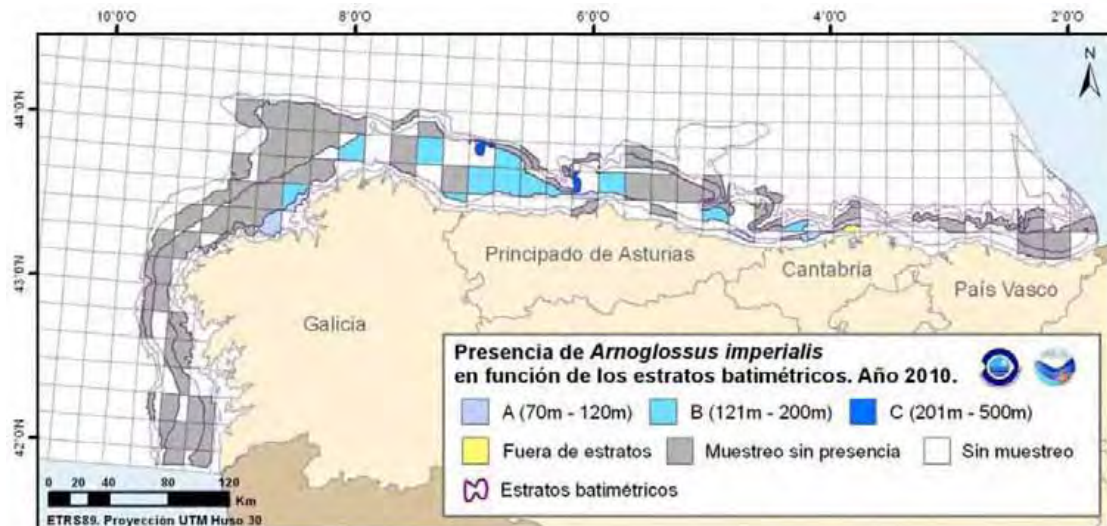 10°0'O 8°0'O 6°0'O 4°0'O 2°0'O
N
44°0'N
43°0'N
42°0'N
Principado de Asturias
Cantabria
País Vasco
Galicia
Presencia de Arnoglossus imperialis
en función de los estratos batimétricos. Año 2010.
A (70m - 120m) B (121m - 200m) C (201m - 500m)
Fuera de estratos Muestreo sin presencia Sin muestreo
Estratos batimétricos
0 20 40 80 120
Km
ETRS89. Proyección UTM Huso 30